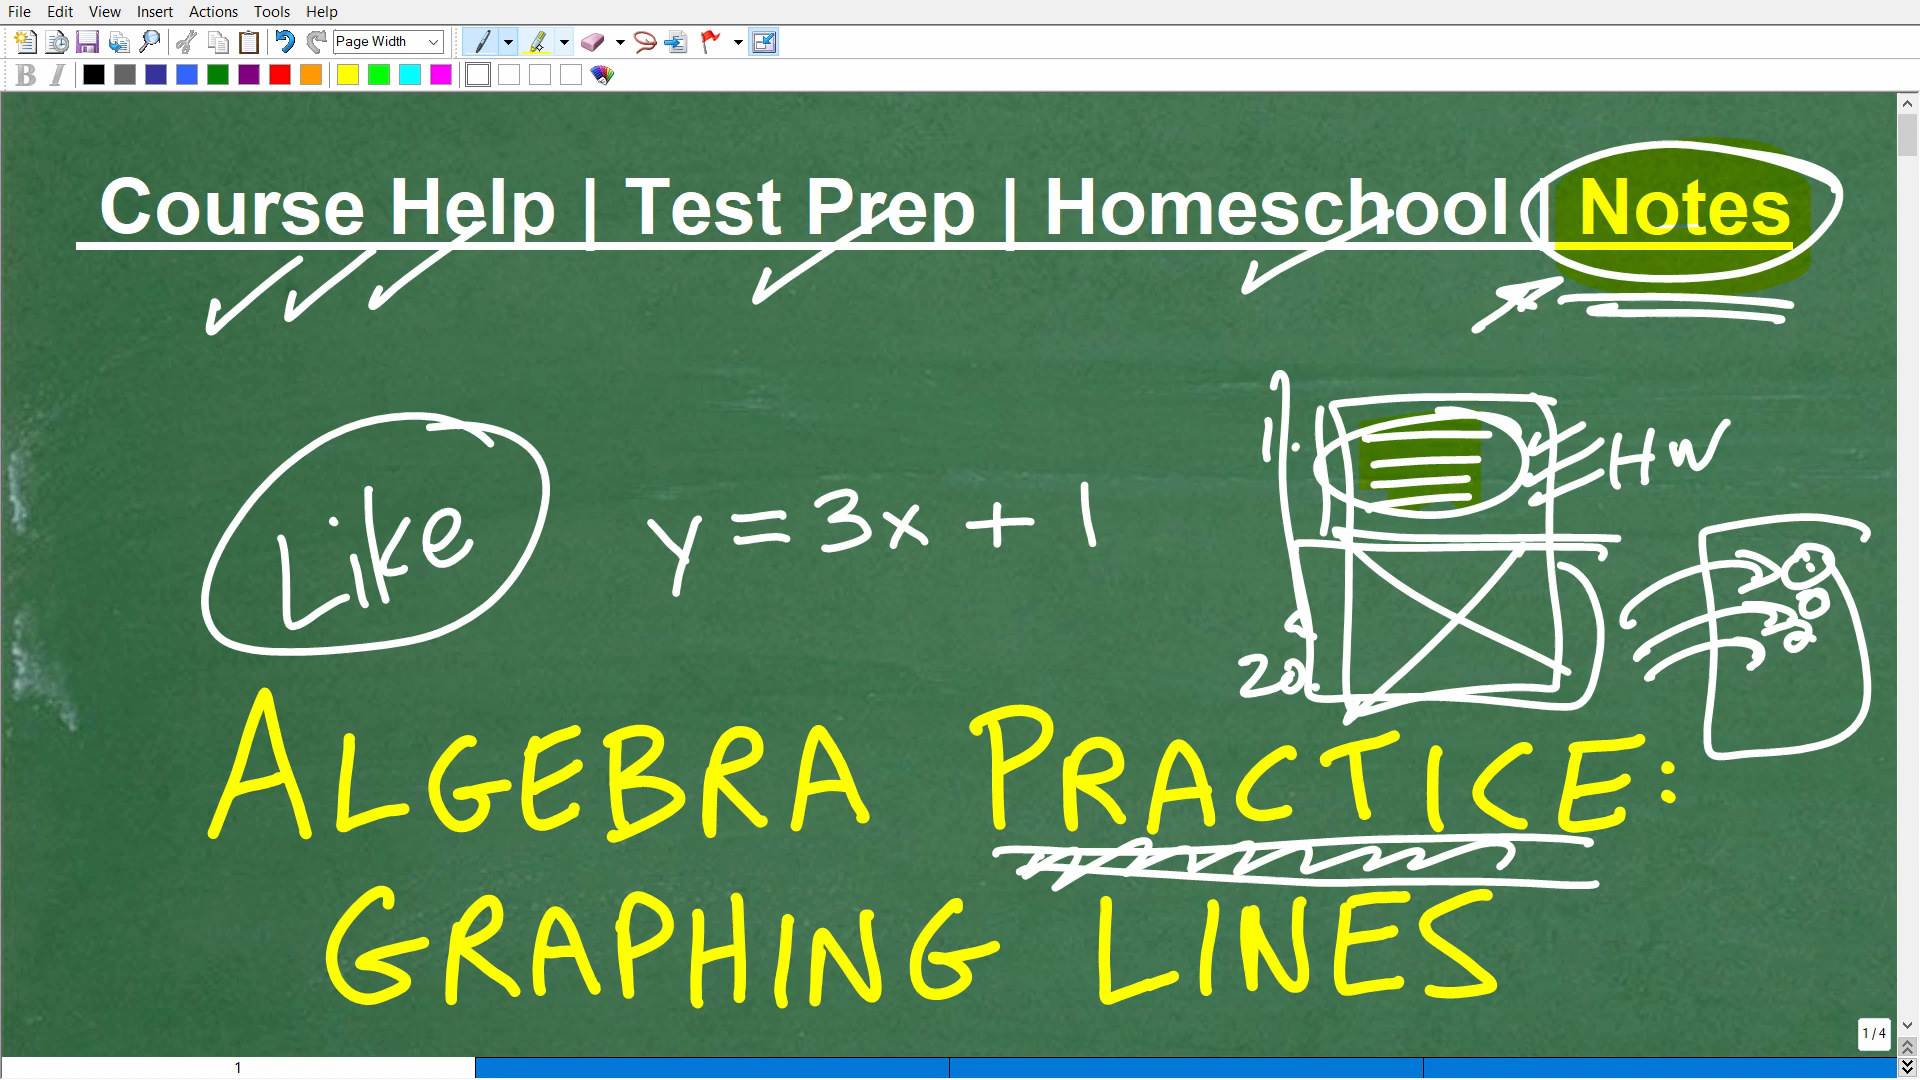 File Edit View Insert Actions Tools Help
Page Width
B I
Course Help | Test Prep | Homeschool | Notes
Like
y = 3x + 1
1.
HW
20.
ALGEBRA PRACTICE:
GRAPHING LINES
1 / 4
1